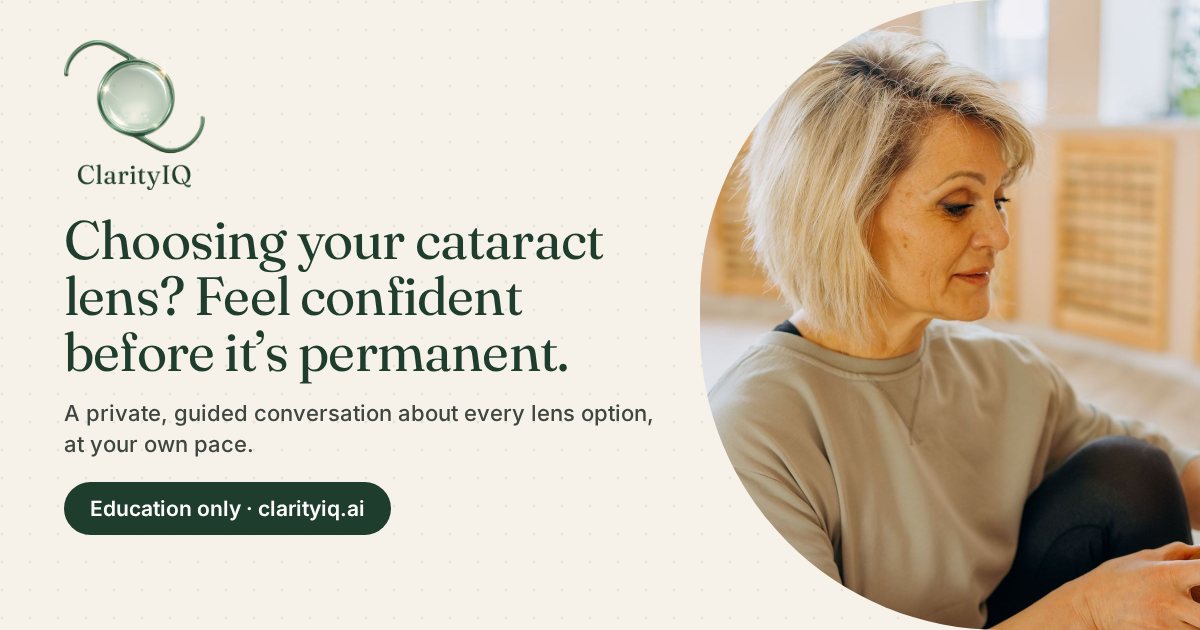 ClarityIQ
Choosing your cataract
lens? Feel confident
before it’s permanent.
A private, guided conversation about every lens option,
at your own pace.
Education only · clarityiq.ai